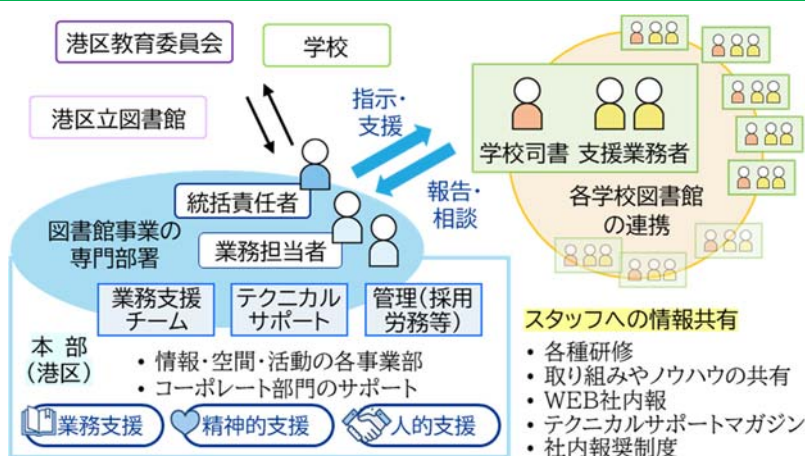 港区教育委員会
学校
港区立図書館
指示・
支援
報告・
相談
学校司書 支援業務者
各学校図書館
の連携
統括責任者
図書館事業の
専門部署
業務担当者
業務支援
チーム
テクニカル
サポート
管理(採用
労務等)
本 部
(港区)
• 情報・空間・活動の各事業部
• コーポレート部門のサポート
業務支援
精神的支援
人的支援
スタッフへの情報共有
• 各種研修
• 取り組みやノウハウの共有
• WEB社内報
• テクニカルサポートマガジン
• 社内報奨制度